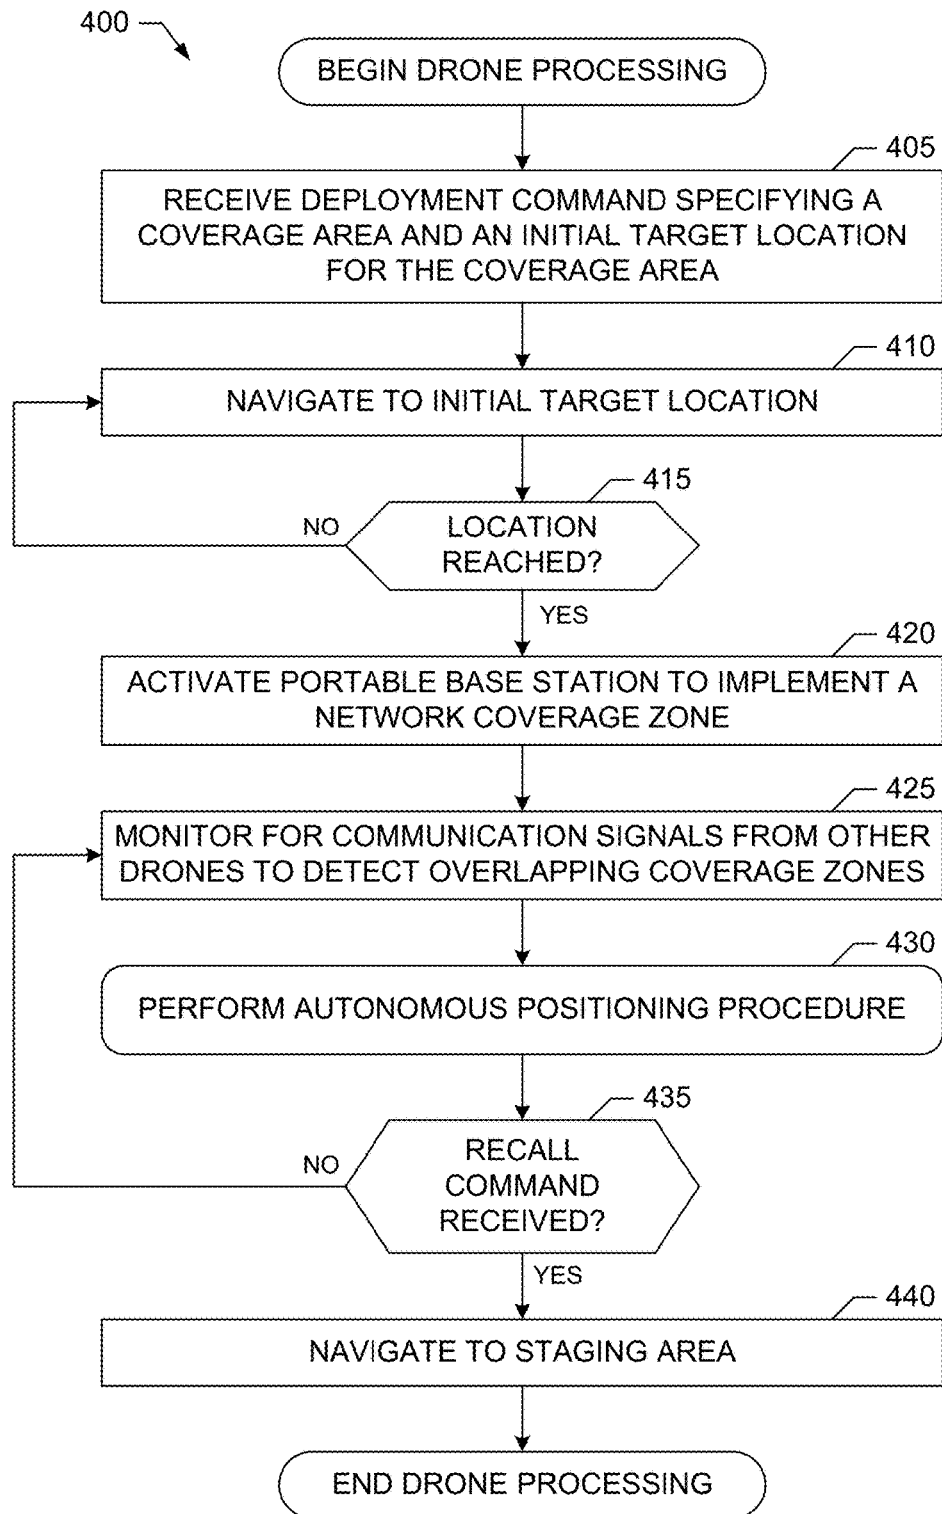 400
BEGIN DRONE PROCESSING
405
RECEIVE DEPLOYMENT COMMAND SPECIFYING A
COVERAGE AREA AND AN INITIAL TARGET LOCATION
FOR THE COVERAGE AREA
410
NAVIGATE TO INITIAL TARGET LOCATION
415
NO
LOCATION
REACHED?
YES
420
ACTIVATE PORTABLE BASE STATION TO IMPLEMENT A
NETWORK COVERAGE ZONE
425
MONITOR FOR COMMUNICATION SIGNALS FROM OTHER
DRONES TO DETECT OVERLAPPING COVERAGE ZONES
430
PERFORM AUTONOMOUS POSITIONING PROCEDURE
435
NO
RECALL
COMMAND
RECEIVED?
YES
440
NAVIGATE TO STAGING AREA
END DRONE PROCESSING